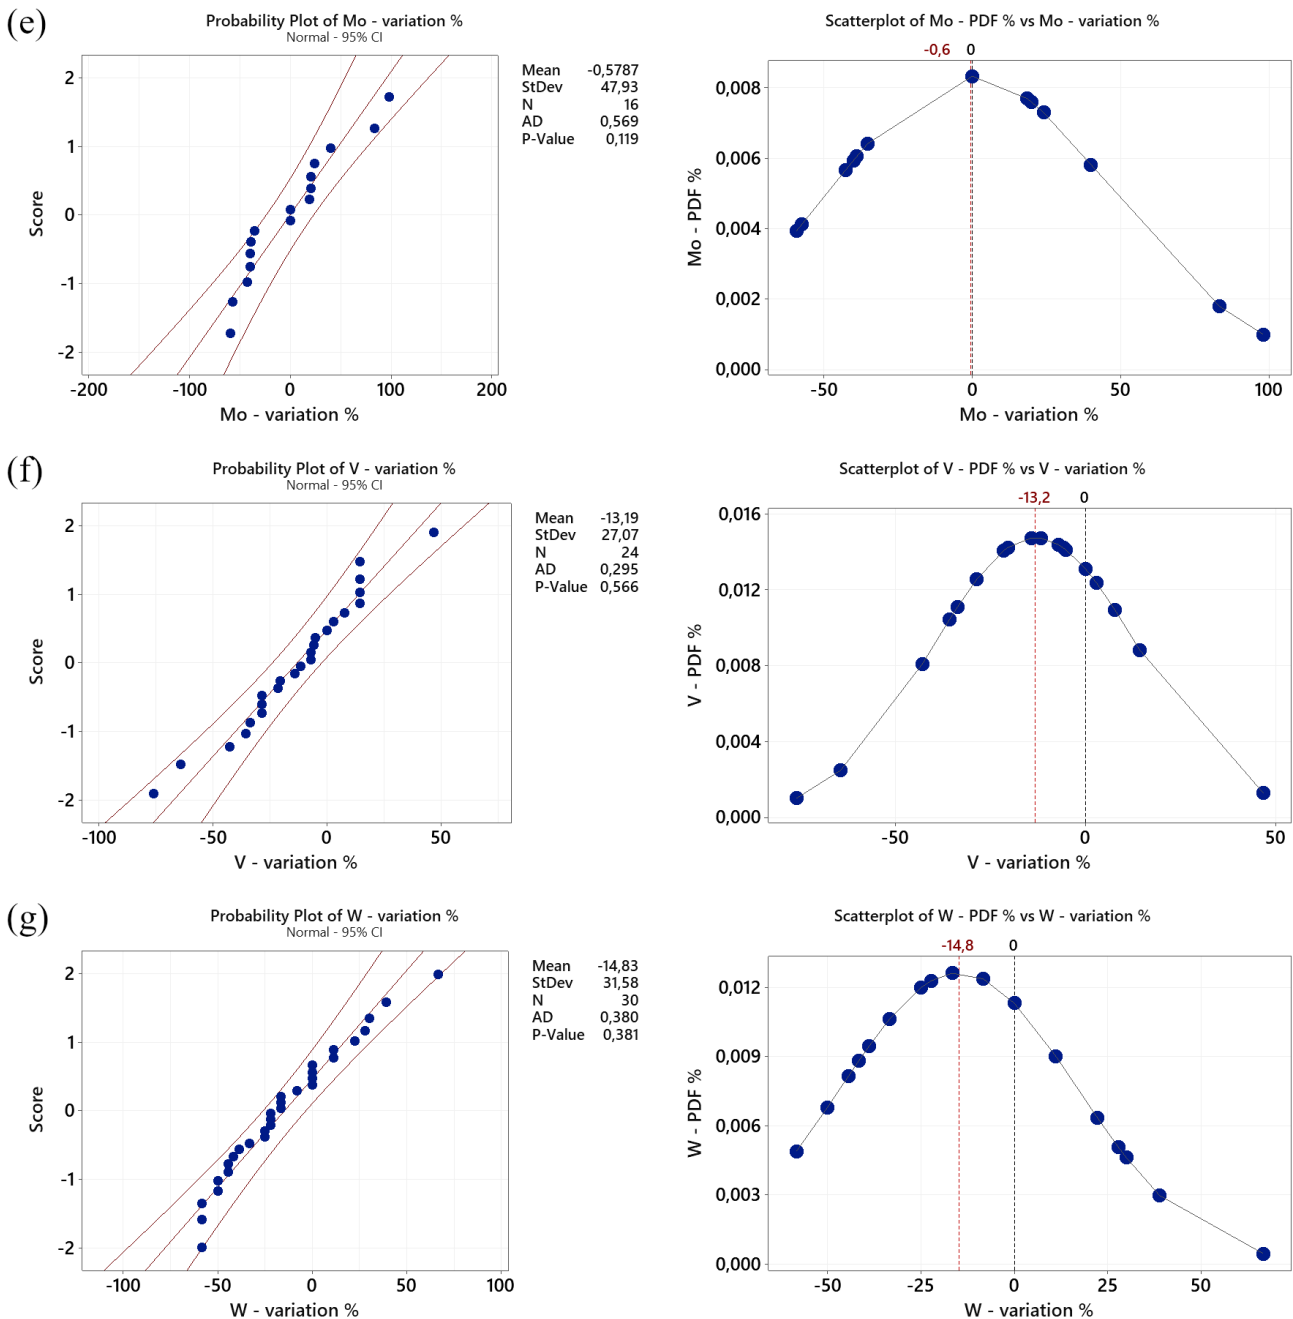 (e)
Probability Plot of Mo - variation %
Normal - 95% CI
Mean -0,5787
StDev 47,93
N 16
AD 0,569
P-Value 0,119
2
1
0
-1
-2
Score
-200 -100 0 100 200
Mo - variation %
Scatterplot of Mo - PDF % vs Mo - variation %
-0,6 0
0,008
0,006
0,004
0,002
0,000
Mo - PDF %
-50 0 50 100
Mo - variation %
(f)
Probability Plot of V - variation %
Normal - 95% CI
Mean -13,19
StDev 27,07
N 24
AD 0,295
P-Value 0,566
2
1
0
-1
-2
Score
-100 -50 0 50
V - variation %
Scatterplot of V - PDF % vs V - variation %
-13,2 0
0,016
0,012
0,008
0,004
0,000
V - PDF %
-50 0 50
V - variation %
(g)
Probability Plot of W - variation %
Normal - 95% CI
Mean -14,83
StDev 31,58
N 30
AD 0,380
P-Value 0,381
2
1
0
-1
-2
Score
-100 -50 0 50 100
W - variation %
Scatterplot of W - PDF % vs W - variation %
-14,8 0
0,012
0,009
0,006
0,003
0,000
W - PDF %
-50 -25 0 25 50
W - variation %